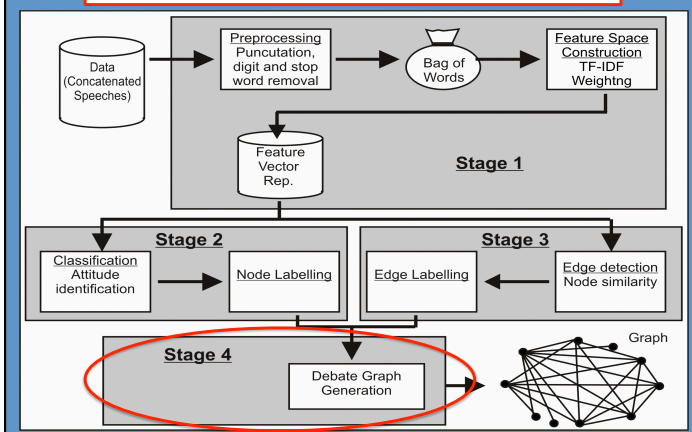 Data
(Concatenated
Speeches)
Preprocessing
Puncutation,
digit and stop
word removal
Bag of
Words
Feature Space
Construction
TF-IDF
Weightng
Feature
Vector
Rep.
Stage 1
Stage 2
Classification
Attitude
identification
Node Labelling
Stage 3
Edge Labelling
Edge detection
Node similarity
Stage 4
Debate Graph
Generation
Graph